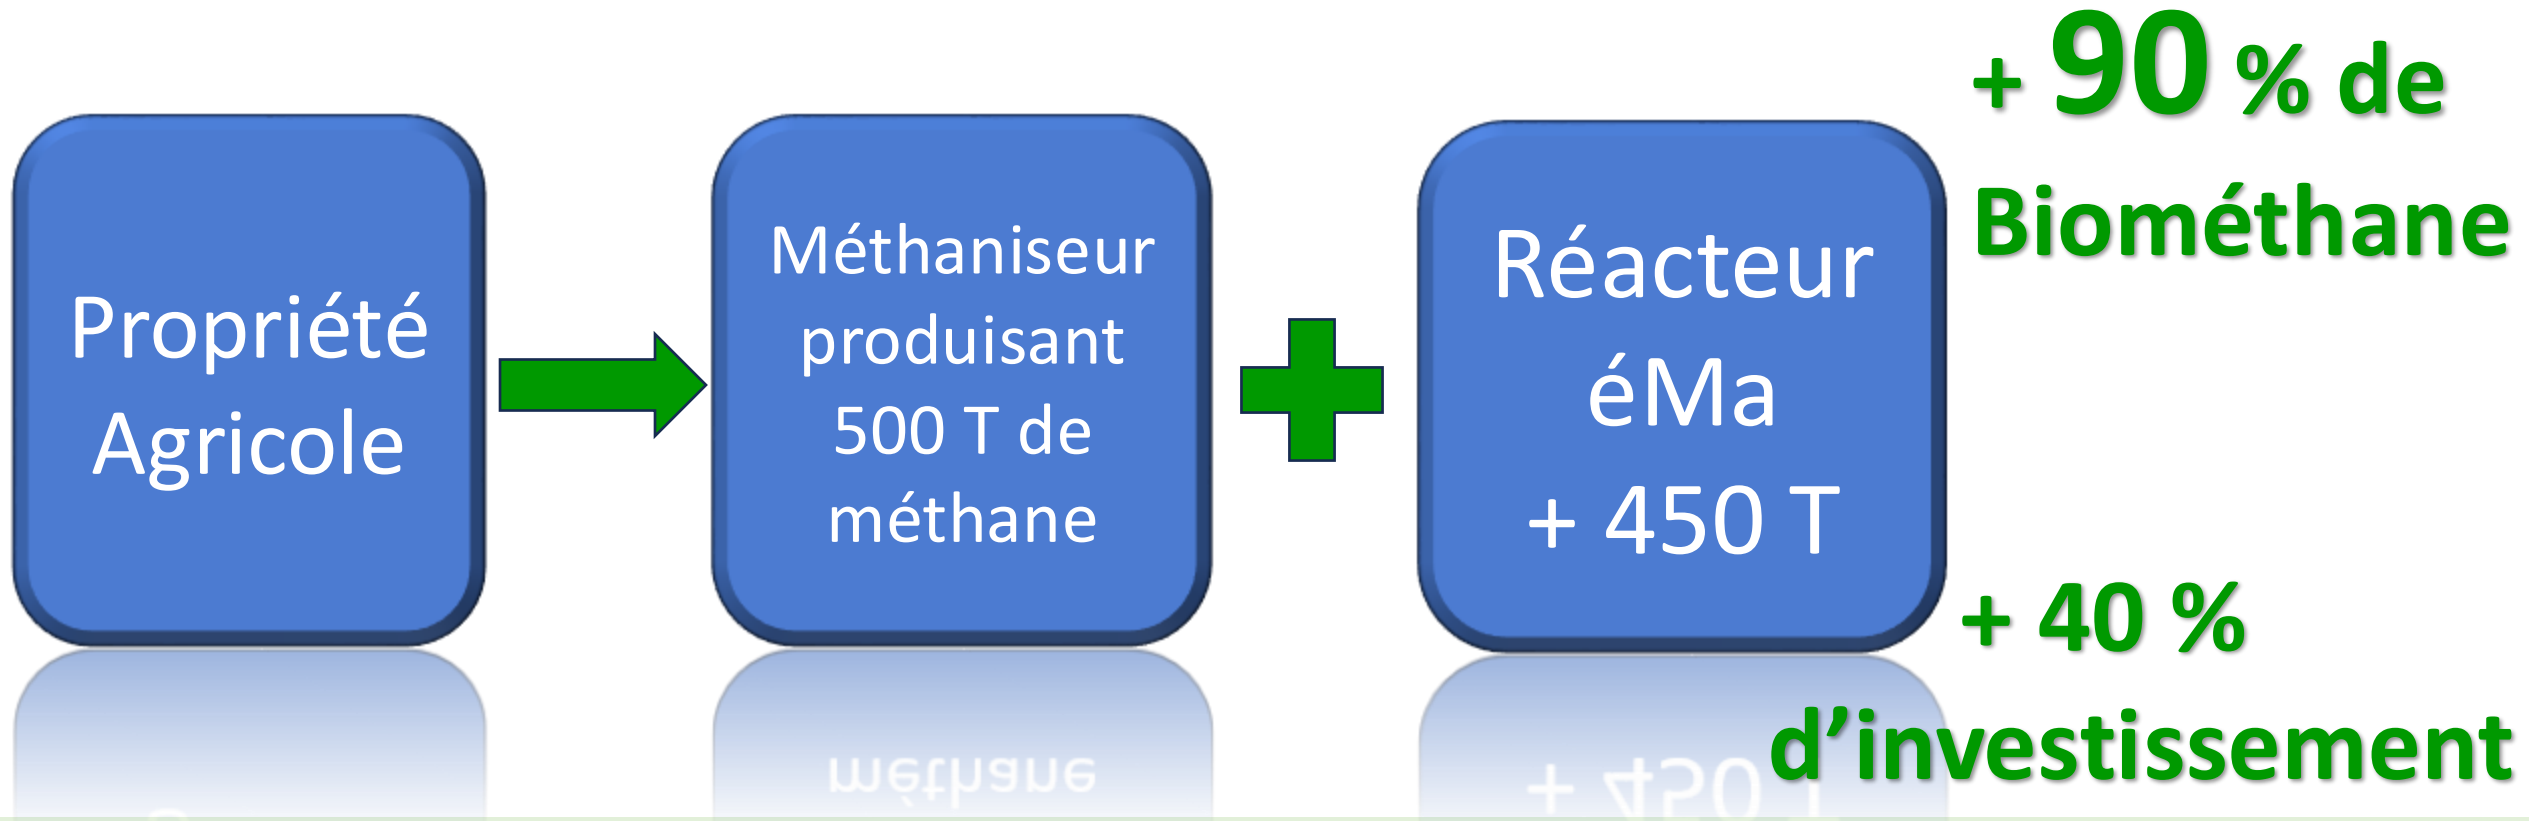 Propriété
Agricole
Méthaniseur
produisant
500 T de
méthane
Réacteur
éMa
+ 450 T
+ 90 % de
Biométhane
+ 40 %
d’investissement